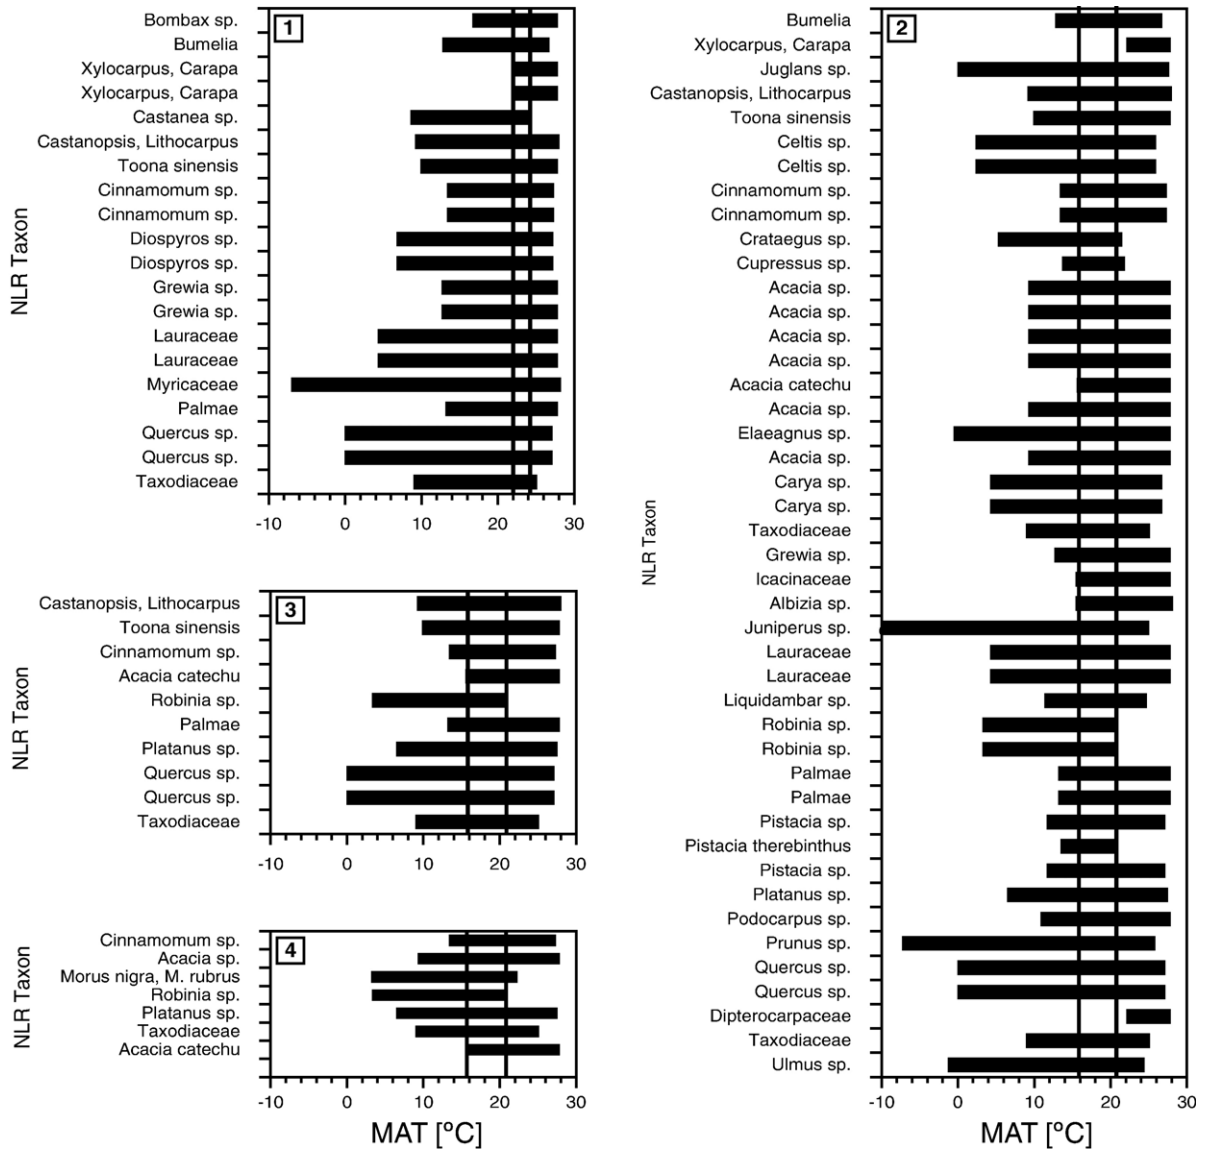 1
NLR Taxon
Bombax sp.
Bumelia
Xylocarpus, Carapa
Xylocarpus, Carapa
Castanea sp.
Castanopsis, Lithocarpus
Toona sinensis
Cinnamomum sp.
Cinnamomum sp.
Diospyros sp.
Diospyros sp.
Grewia sp.
Grewia sp.
Lauraceae
Lauraceae
Myricaceae
Palmae
Quercus sp.
Quercus sp.
Taxodiaceae
-10 0 10 20 30
3
NLR Taxon
Castanopsis, Lithocarpus
Toona sinensis
Cinnamomum sp.
Acacia catechu
Robinia sp.
Palmae
Platanus sp.
Quercus sp.
Quercus sp.
Taxodiaceae
-10 0 10 20 30
4
NLR Taxon
Cinnamomum sp.
Acacia sp.
Morus nigra, M. rubrus
Robinia sp.
Platanus sp.
Taxodiaceae
Acacia catechu
-10 0 10 20 30
MAT [ºC]
2
NLR Taxon
Bumelia
Xylocarpus, Carapa
Juglans sp.
Castanopsis, Lithocarpus
Toona sinensis
Celtis sp.
Celtis sp.
Cinnamomum sp.
Cinnamomum sp.
Crataegus sp.
Cupressus sp.
Acacia sp.
Acacia sp.
Acacia sp.
Acacia sp.
Acacia catechu
Acacia sp.
Elaeagnus sp.
Acacia sp.
Carya sp.
Carya sp.
Taxodiaceae
Grewia sp.
Icacinaceae
Albizia sp.
Juniperus sp.
Lauraceae
Lauraceae
Liquidambar sp.
Robinia sp.
Robinia sp.
Palmae
Palmae
Pistacia sp.
Pistacia therebinthus
Pistacia sp.
Platanus sp.
Podocarpus sp.
Prunus sp.
Quercus sp.
Quercus sp.
Dipterocarpaceae
Taxodiaceae
Ulmus sp.
-10 0 10 20 30
MAT [ºC]